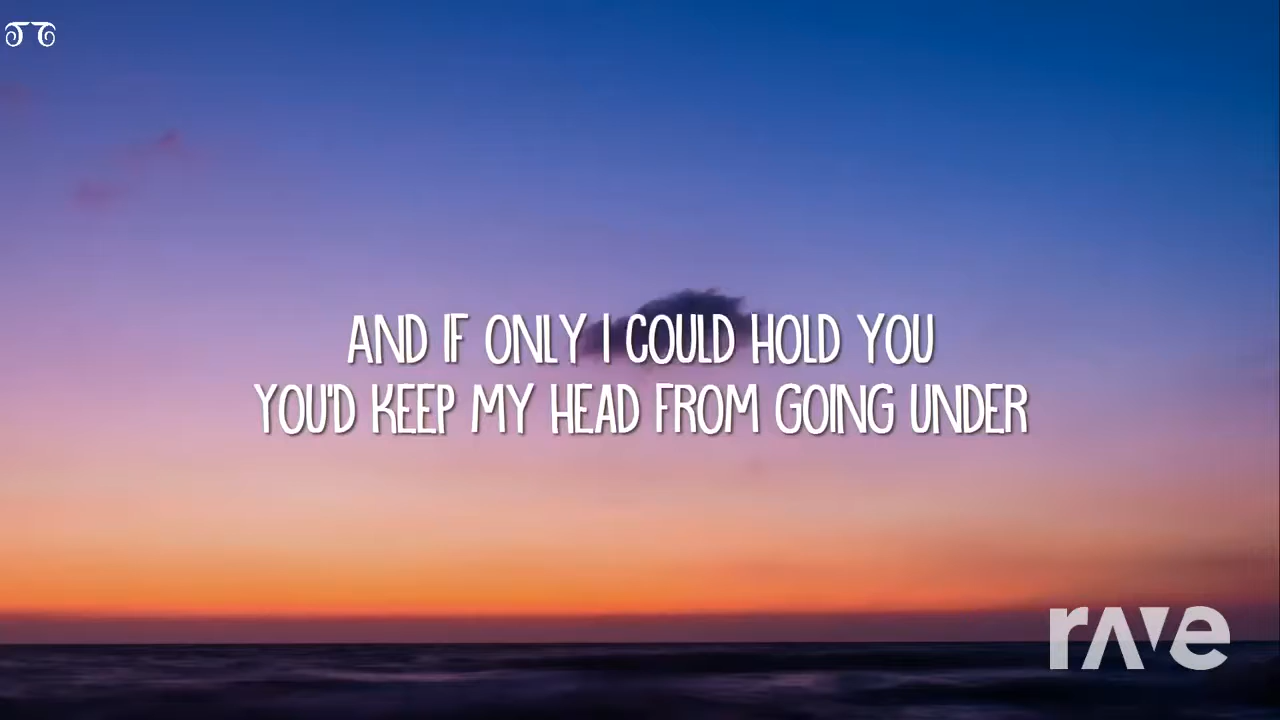 AND IF ONLY I COULD HOLD YOU
YOU'D KEEP MY HEAD FROM GOING UNDER
rave